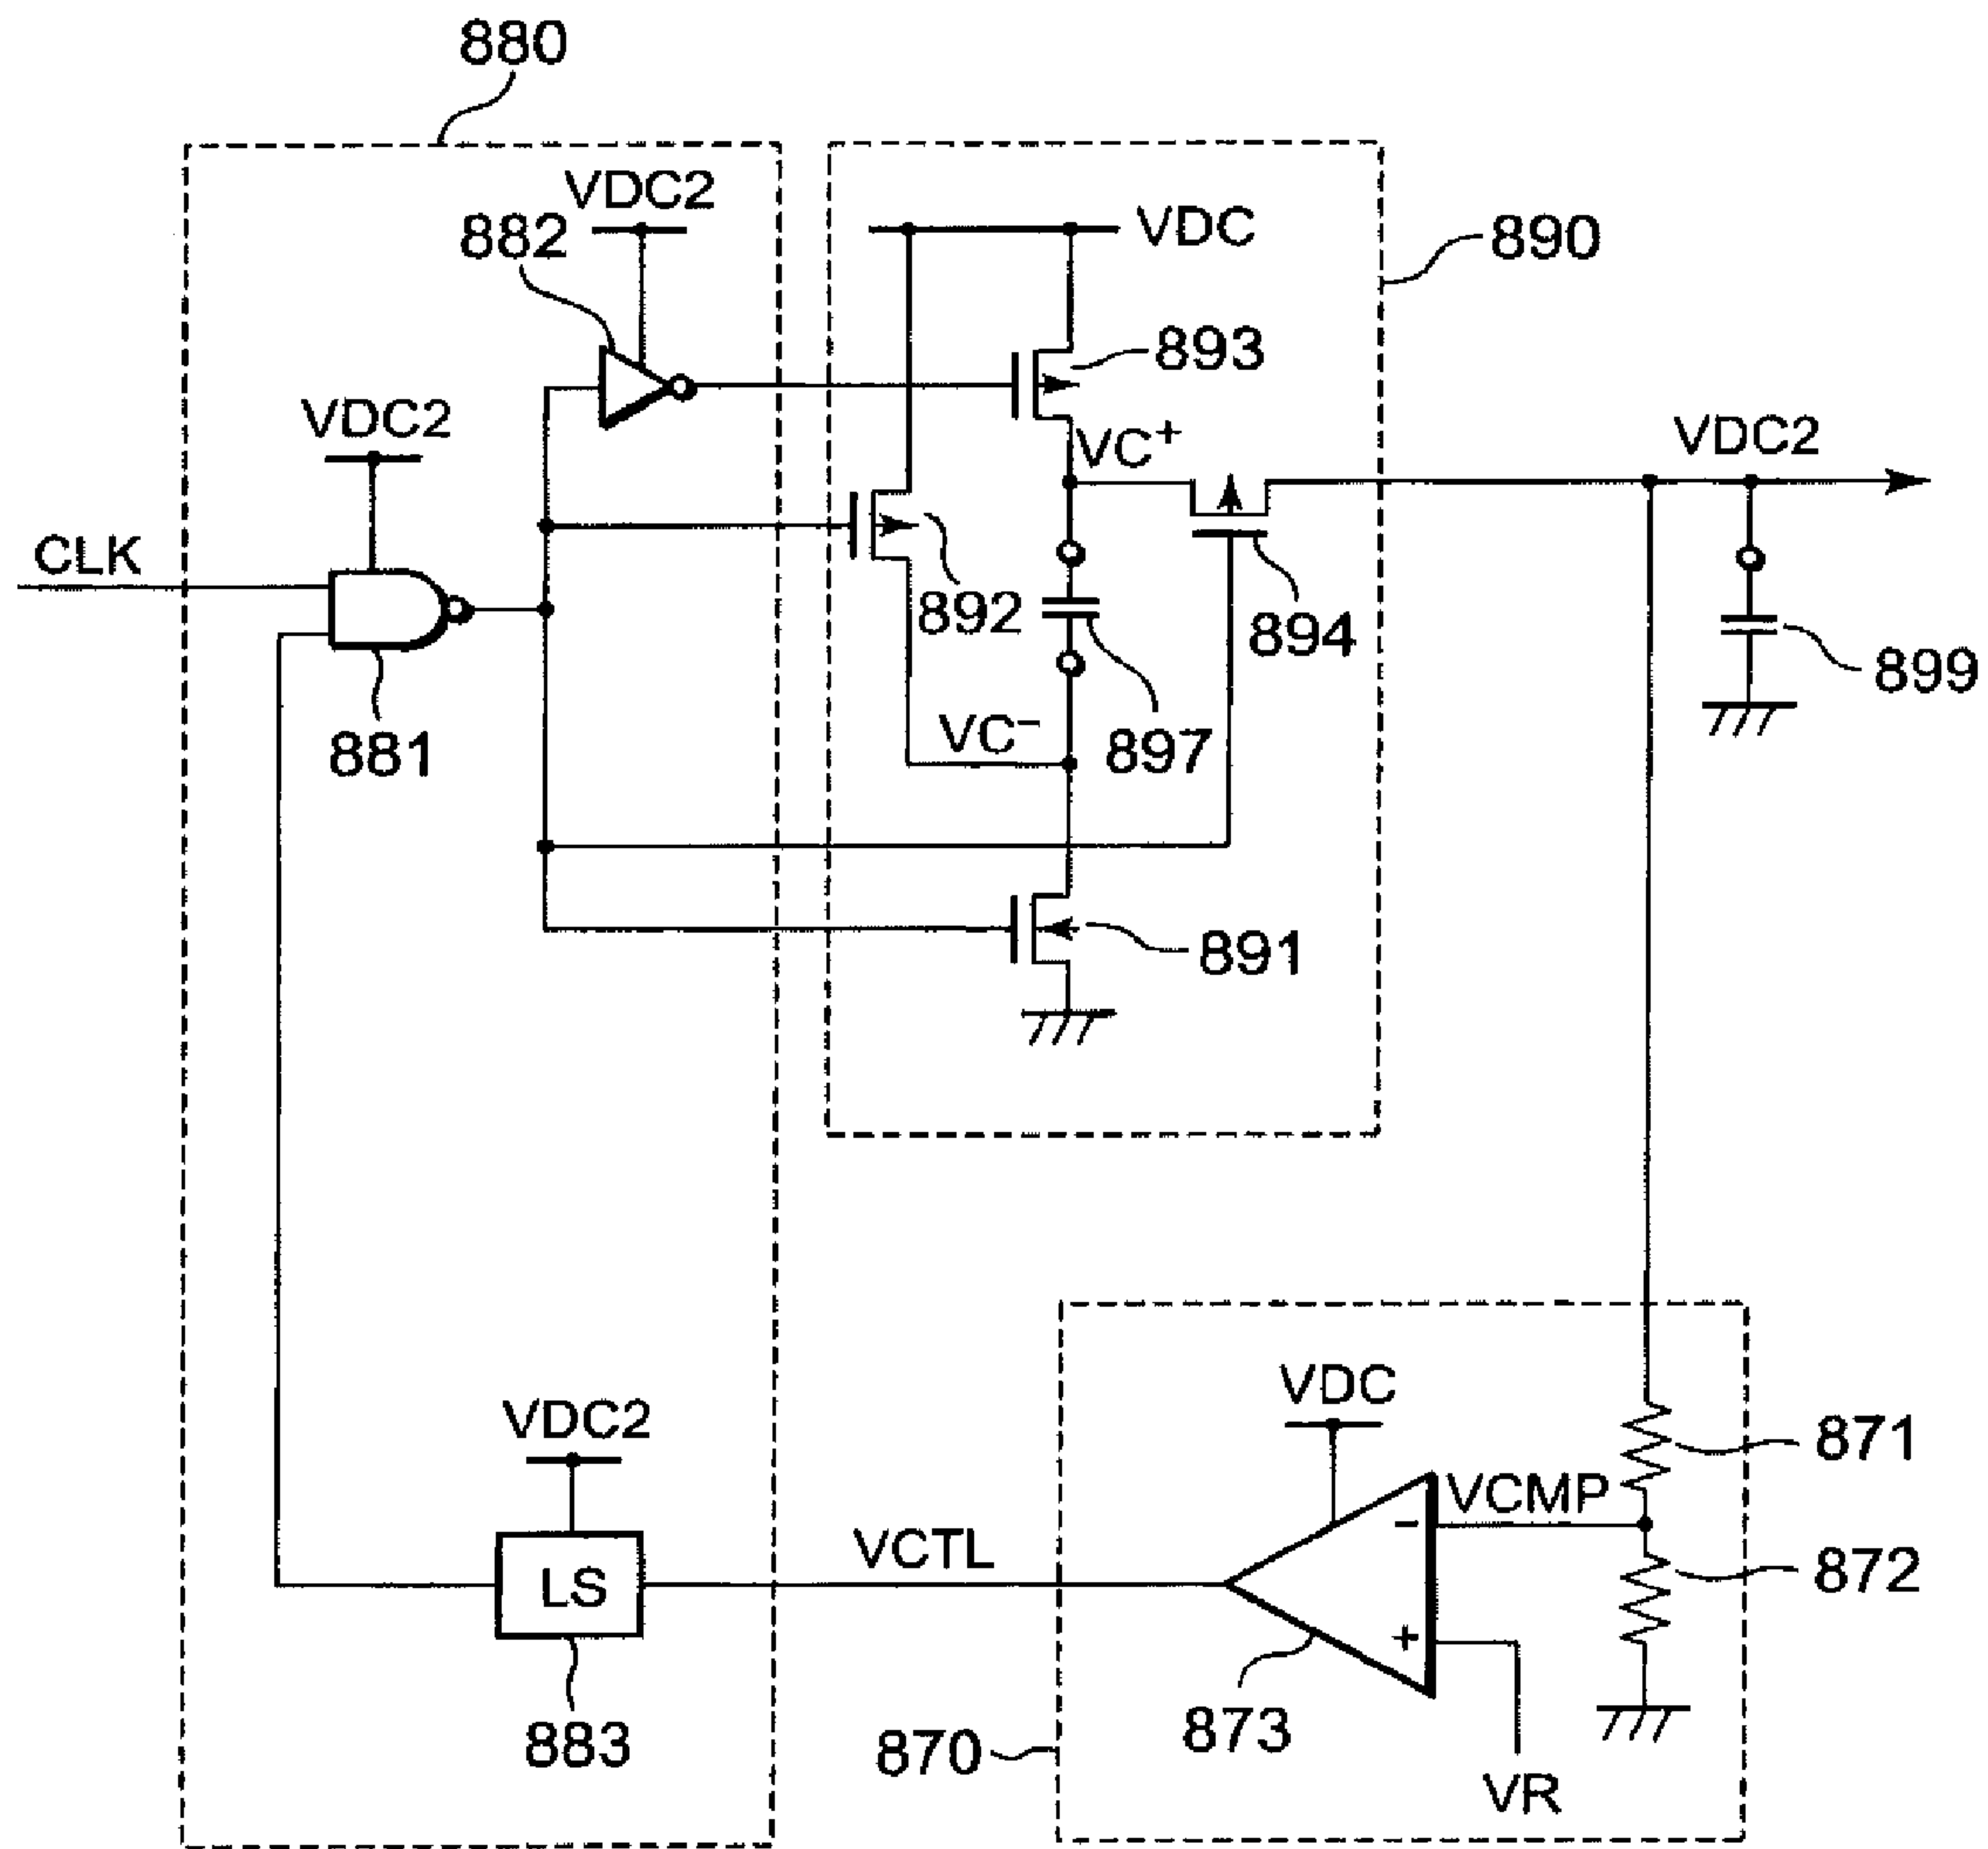 880
VDC2
882
VDC
890
893
VDC2
VC+
VDC2
CLK
892
894
899
881
VC−
897
891
VDC
871
VDC2
VCMP
−
VCTL
872
LS
+
883
870
873
VR